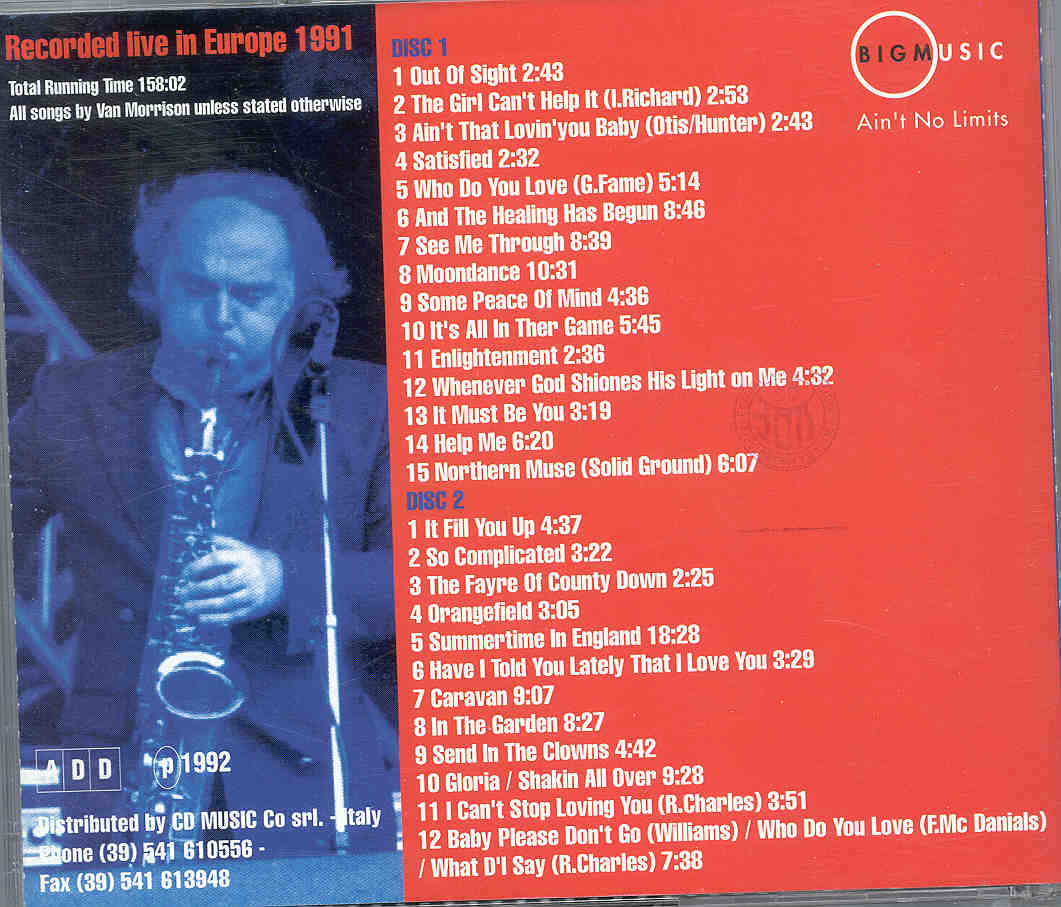 Recorded live in Europe 1991
Total Running Time 158:02
All songs by Van Morrison unless stated otherwise
A D D
p 1992
Distributed by CD MUSIC Co srl. - Italy
Phone (39) 541 610556 -
Fax (39) 541 613948
DISC 1
1 Out Of Sight 2:43
2 The Girl Can't Help It (I.Richard) 2:53
3 Ain't That Lovin'you Baby (Otis/Hunter) 2:43
4 Satisfied 2:32
5 Who Do You Love (G.Fame) 5:14
6 And The Healing Has Begun 8:46
7 See Me Through 8:39
8 Moondance 10:31
9 Some Peace Of Mind 4:36
10 It's All In Ther Game 5:45
11 Enlightenment 2:36
12 Whenever God Shiones His Light on Me 4:32
13 It Must Be You 3:19
14 Help Me 6:20
15 Northern Muse (Solid Ground) 6:07
DISC 2
1 It Fill You Up 4:37
2 So Complicated 3:22
3 The Fayre Of County Down 2:25
4 Orangefield 3:05
5 Summertime In England 18:28
6 Have I Told You Lately That I Love You 3:29
7 Caravan 9:07
8 In The Garden 8:27
9 Send In The Clowns 4:42
10 Gloria / Shakin All Over 9:28
11 I Can't Stop Loving You (R.Charles) 3:51
12 Baby Please Don't Go (Williams) / Who Do You Love (F.Mc Danials)
/ What D'I Say (R.Charles) 7:38
BIGMUSIC
Ain't No Limits